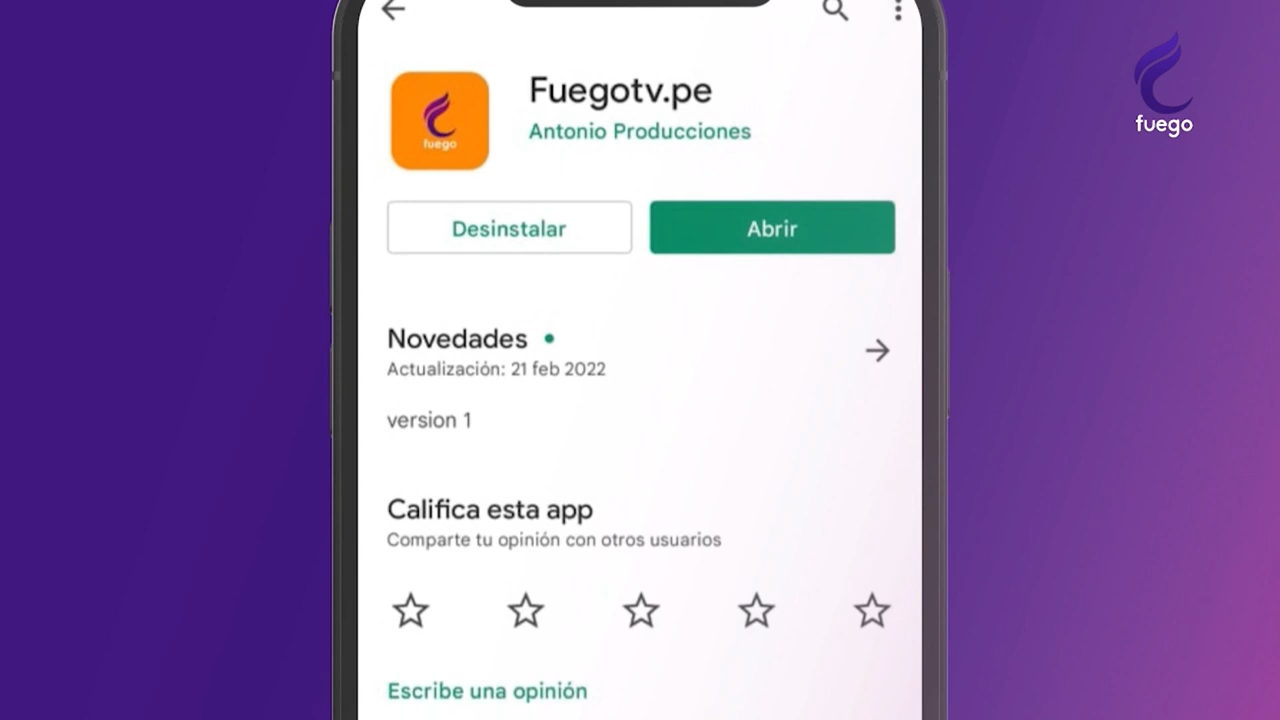 Fuegotv.pe
Antonio Producciones
fuego
fuego
Desinstalar
Abrir
Novedades
Actualización: 21 feb 2022
version 1
Califica esta app
Comparte tu opinión con otros usuarios
Escribe una opinión